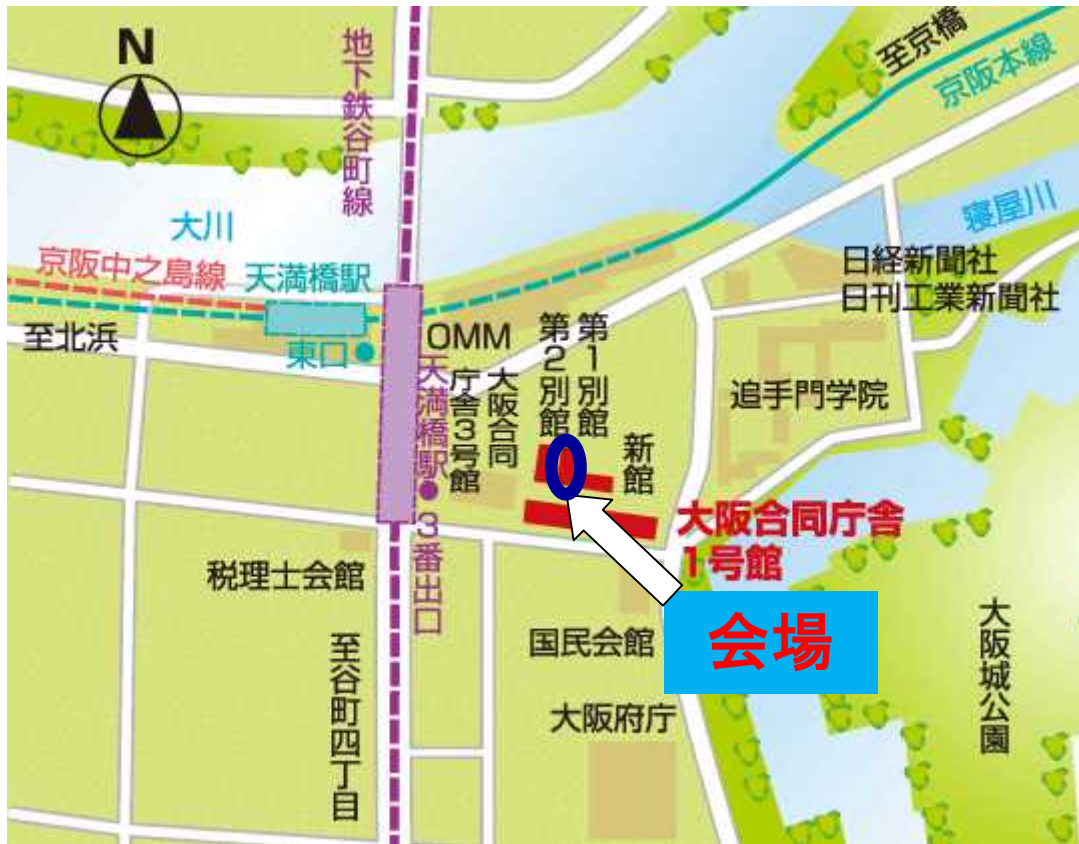 N
地下鉄谷町線
至京橋
京阪本線
大川
寝屋川
京阪中之島線
天満橋駅
日経新聞社
日刊工業新聞社
至北浜
東口
OMM
天満橋駅
3番出口
大阪合同
庁舎3号館
第1別館
第2別館
新館
追手門学院
大阪合同庁舎
1号館
税理士会館
会場
国民会館
至谷町四丁目
大阪府庁
大阪城公園